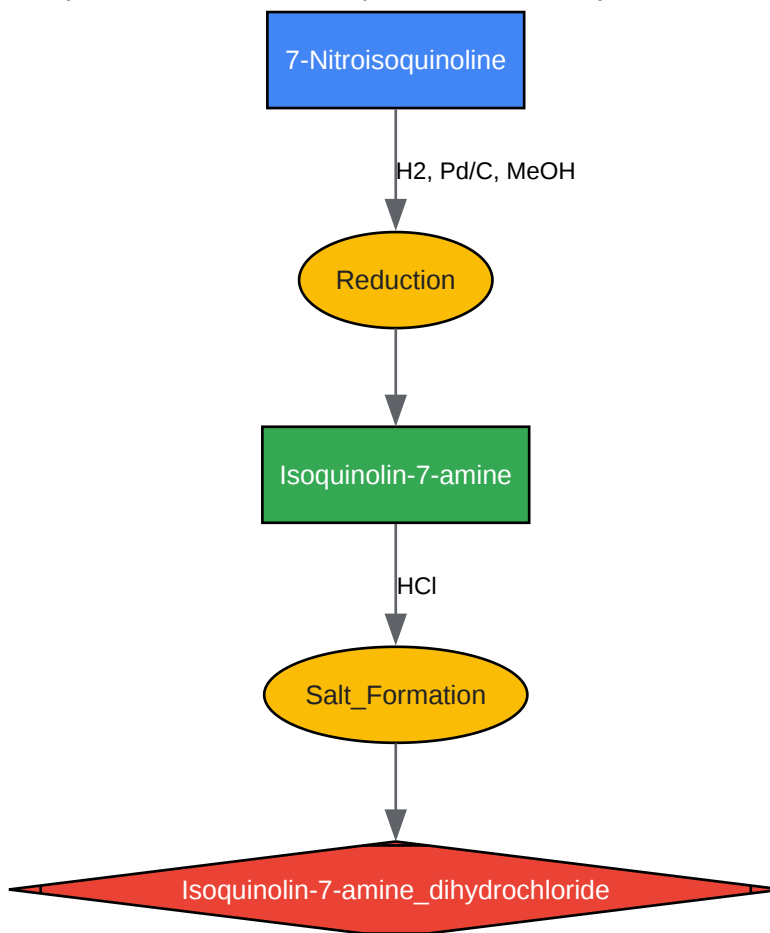 7-Nitroisoquinoline
H2, Pd/C, MeOH
Reduction
Isoquinolin-7-amine
HCl
Salt_Formation
Isoquinolin-7-amine_dihydrochloride